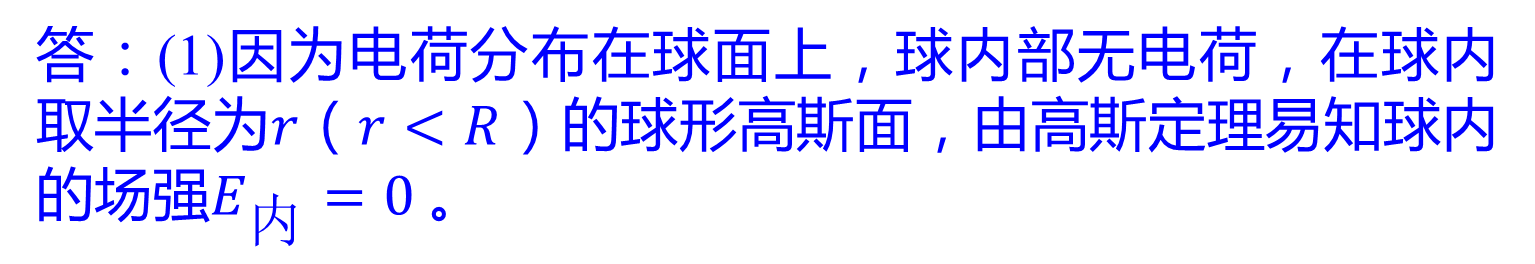 答：(1)因为电荷分布在球面上，球内部无电荷，在球内
取半径为r（r < R）的球形高斯面，由高斯定理易知球内
的场强E内 = 0。